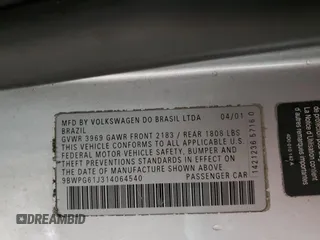 MFD BY VOLKSWAGEN DO BRASIL LTDA
BRAZIL 04/01
GVWR 3969 GAWR FRONT 2183 / REAR 1808 LBS
THIS VEHICLE CONFORMS TO ALL APPLICABLE U.S.
FEDERAL MOTOR VEHICLE SAFETY, BUMPER AND
THEFT PREVENTION STANDARDS IN EFFECT ON THE
DATE OF MANUFACTURE SHOWN ABOVE
9BWPG61J314064540 PASSENGER CAR
DREAMBID